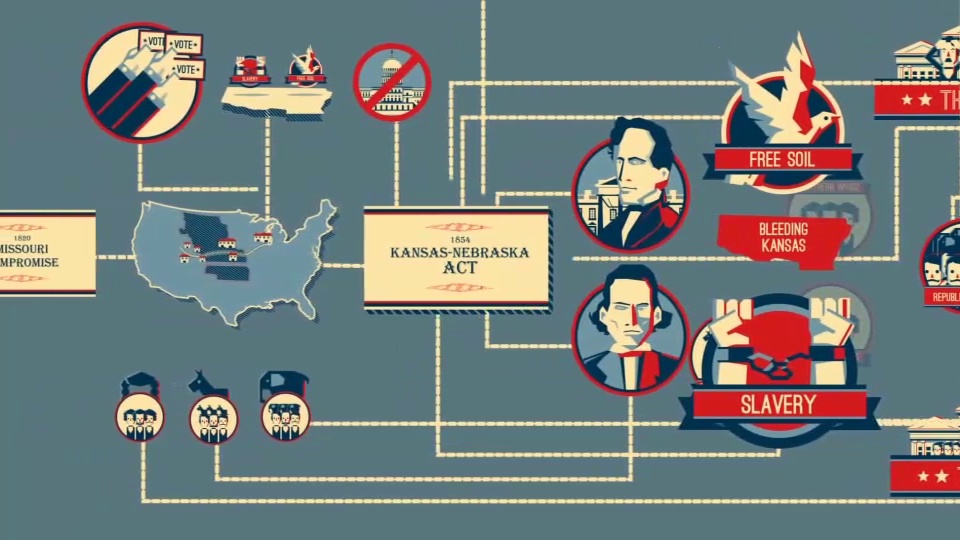 VOTE
VOTE
VOTE
SLAVERY
FREE SOIL
1820
MISSOURI
MPROMISE
1854
KANSAS-NEBRASKA
ACT
FREE SOIL
BLEEDING
KANSAS
SLAVERY
TH
REPUBL